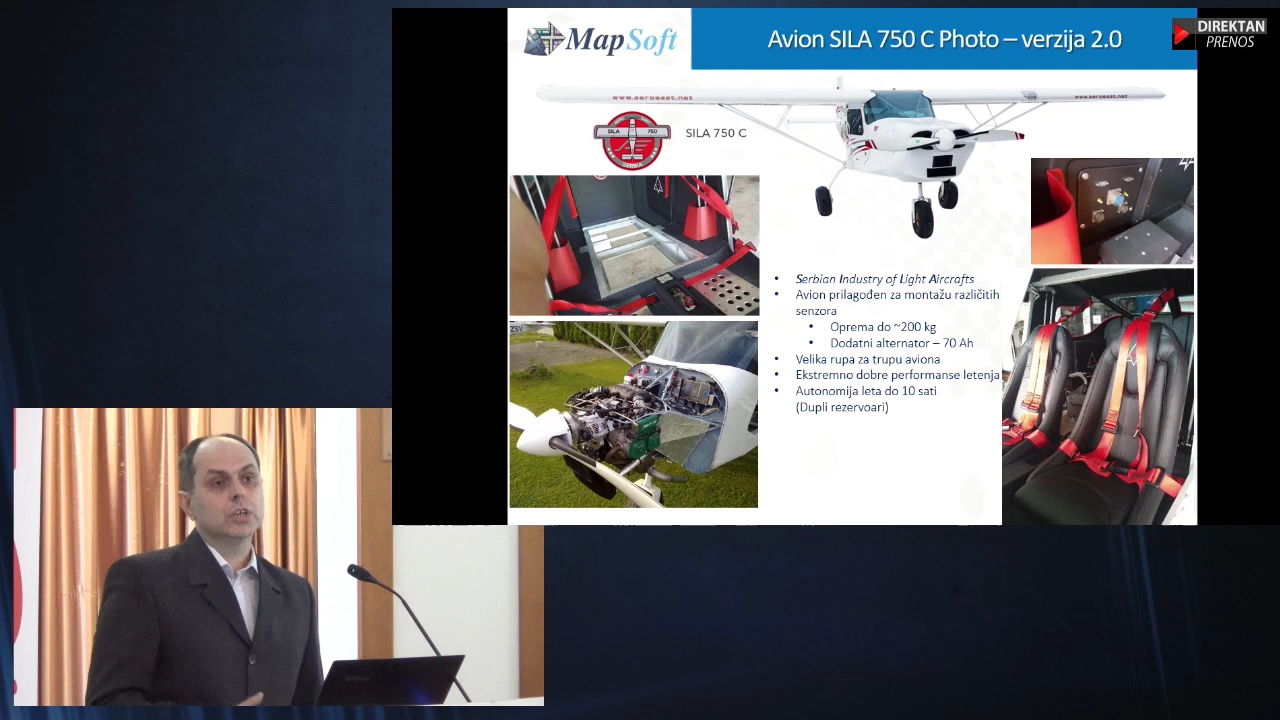 MapSoft
Avion SILA 750 C Photo – verzija 2.0
DIREKTAN
PRENOS
www.aeroeast.net
www.aeroeast.net
SILA 750
SERBIA
SILA 750 C
• Serbian Industry of Light Aircrafts
• Avion prilagođen za montažu različitih
senzora
• Oprema do ~200 kg
• Dodatni alternator – 70 Ah
• Velika rupa za trupu aviona
• Ekstremno dobre performanse letenja
• Autonomija leta do 10 sati
(Dupli rezervoari)